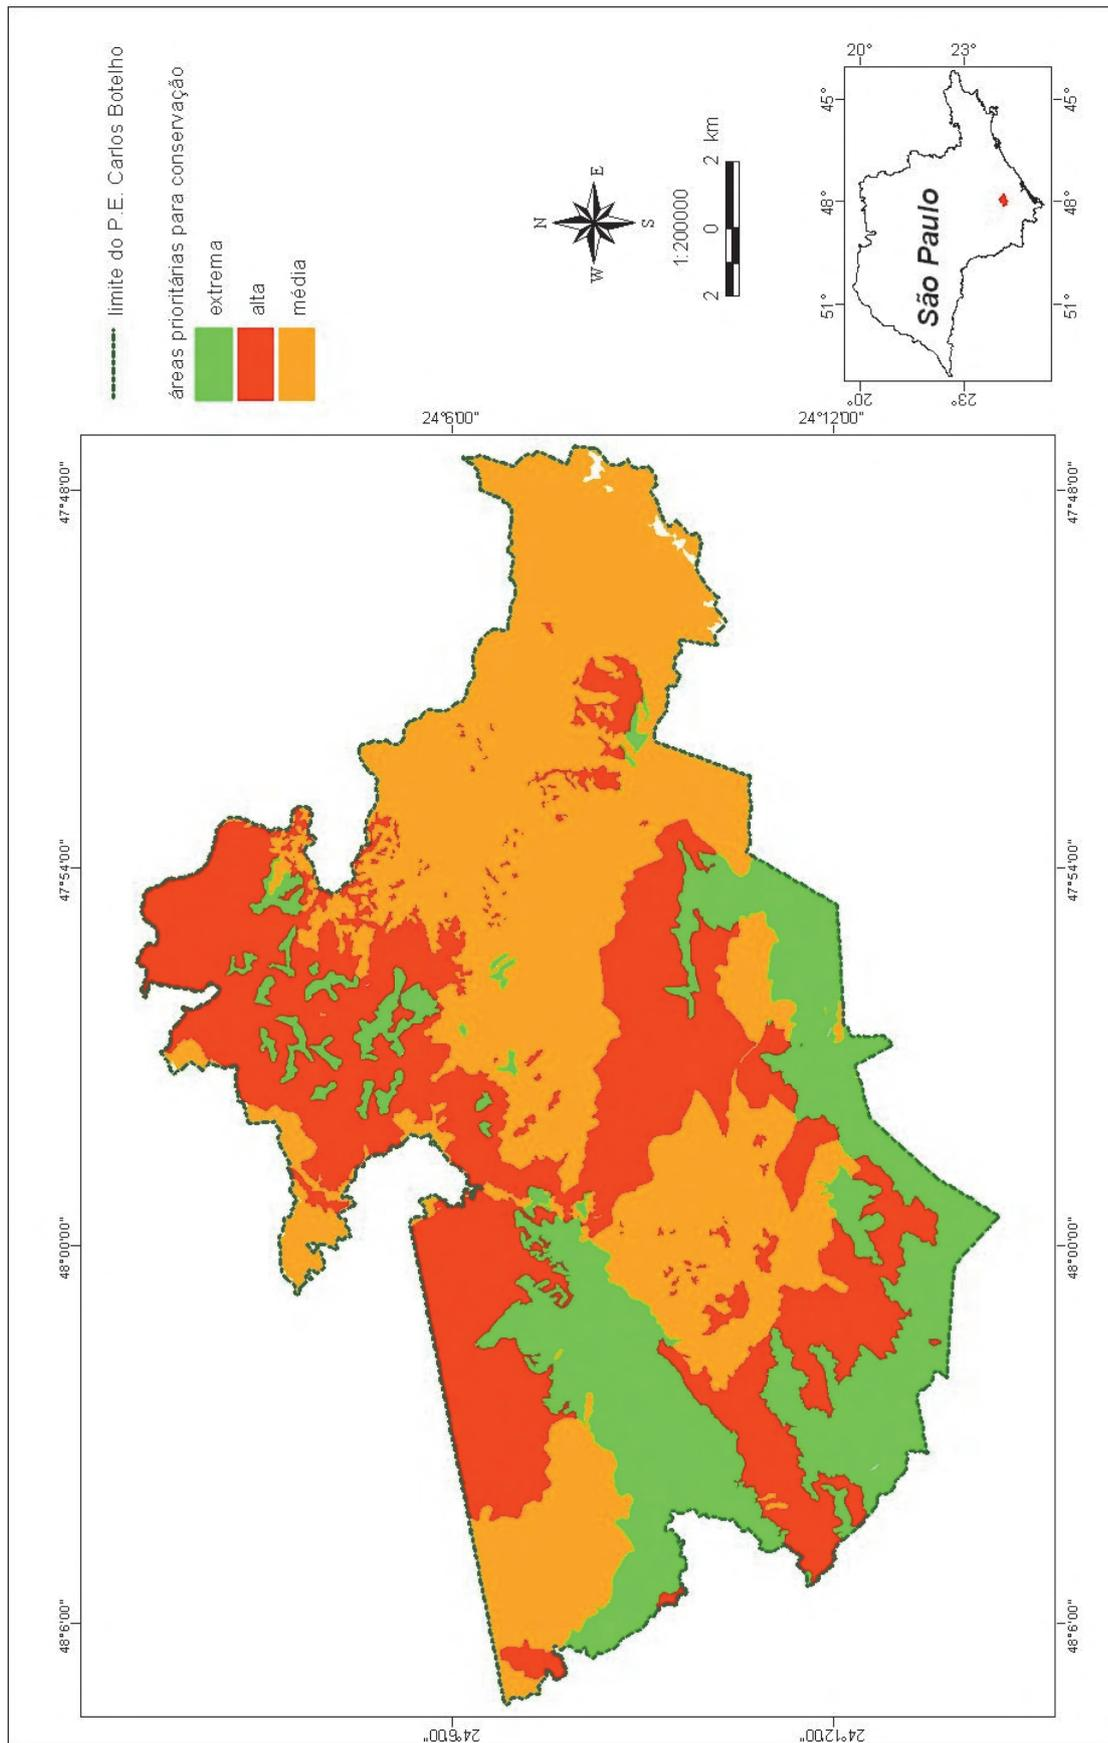 limite do P.E. Carlos Botelho
áreas prioritárias para conservação
extrema
alta
média
N
E
S
W
1:200000
2 0 2 km
20° 23°
45° 45°
48° 48°
51° 51°
20° 23°
São Paulo
24°6'00" 24°12'00"
47°48'00" 47°48'00"
47°54'00" 47°54'00"
48°00'00" 48°00'00"
48°6'00" 48°6'00"
24°6'00" 24°12'00"